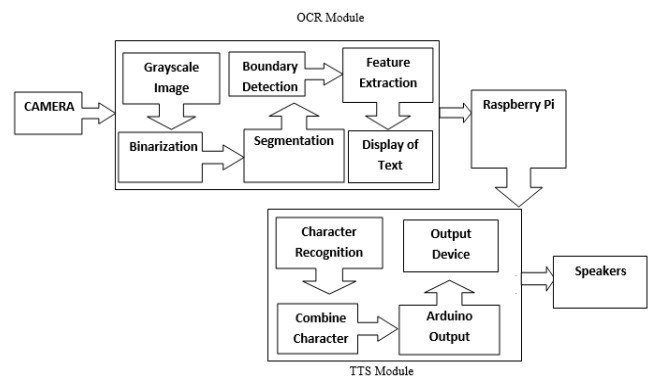 OCR Module
CAMERA
Grayscale
Image
Binarization
Segmentation
Boundary
Detection
Feature
Extraction
Display of
Text
Raspberry Pi
Character
Recognition
Combine
Character
Arduino
Output
Output
Device
Speakers
TTS Module